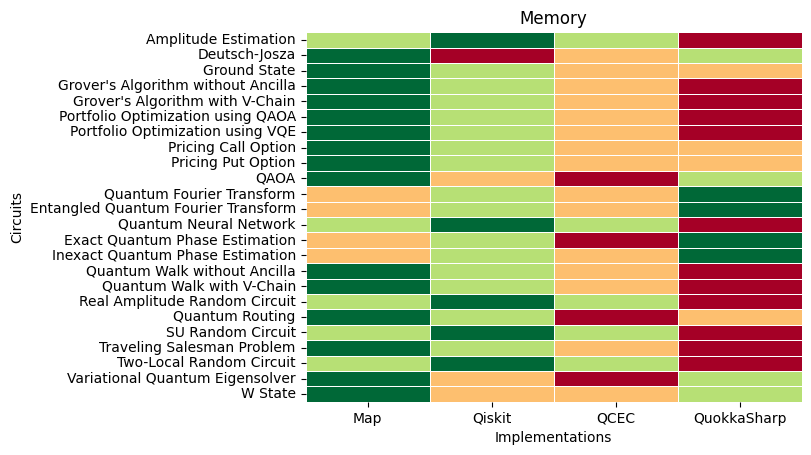 Memory
Amplitude Estimation
Deutsch-Josza
Ground State
Grover's Algorithm without Ancilla
Grover's Algorithm with V-Chain
Portfolio Optimization using QAOA
Portfolio Optimization using VQE
Pricing Call Option
Pricing Put Option
QAOA
Quantum Fourier Transform
Entangled Quantum Fourier Transform
Quantum Neural Network
Exact Quantum Phase Estimation
Inexact Quantum Phase Estimation
Quantum Walk without Ancilla
Quantum Walk with V-Chain
Real Amplitude Random Circuit
Quantum Routing
SU Random Circuit
Traveling Salesman Problem
Two-Local Random Circuit
Variational Quantum Eigensolver
W State
Circuits
Map Qiskit QCEC QuokkaSharp
Implementations